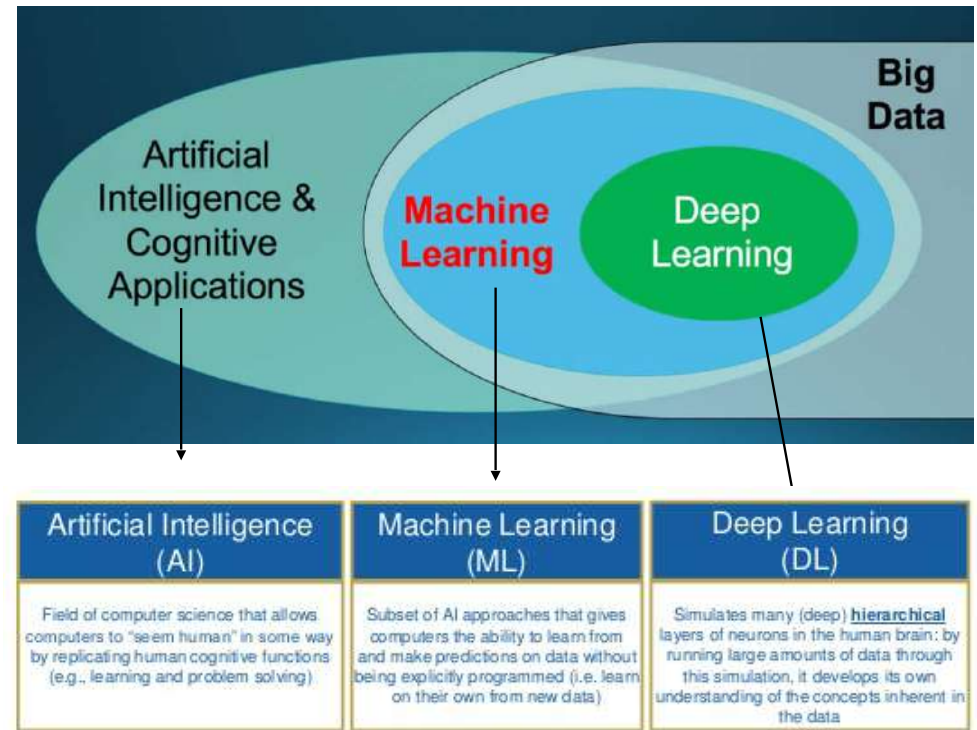 Big
Data
Artificial
Intelligence &
Cognitive
Applications
Machine
Learning
Deep
Learning
Artificial Intelligence
(AI)
Field of computer science that allows
computers to "seem human" in some way
by replicating human cognitive functions
(e.g., learning and problem solving)
Machine Learning
(ML)
Subset of AI approaches that gives
computers the ability to learn from
and make predictions on data without
being explicitly programmed (i.e. learn
on their own from new data)
Deep Learning
(DL)
Simulates many (deep) hierarchical
layers of neurons in the human brain: by
running large amounts of data through
this simulation, it develops its own
understanding of the concepts inherent in
the data